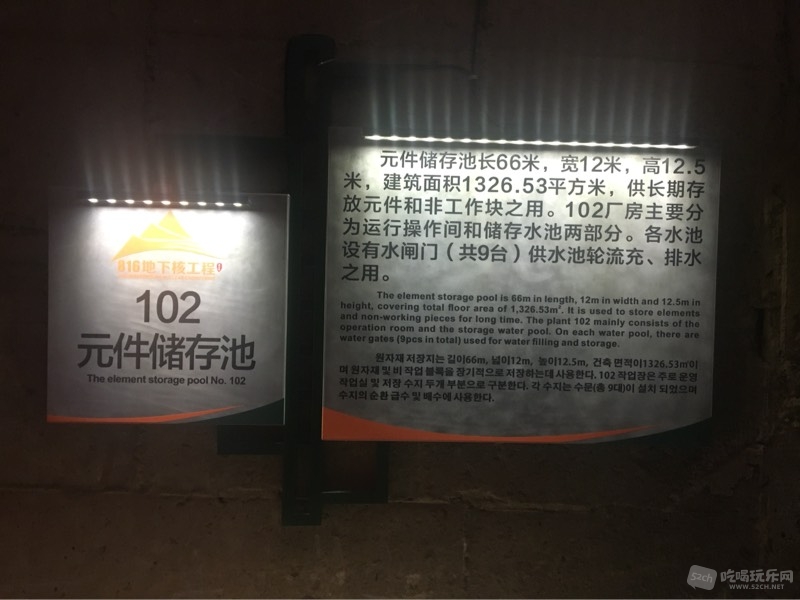 816地下核工程
102
元件储存池
The element storage pool No. 102
元件储存池长66米，宽12米，高12.5
米，建筑面积1326.53平方米，供长期存
放元件和非工作块之用。102厂房主要分
为运行操作间和储存水池两部分。各水池
设有水闸门（共9台）供水池轮流充、排水
之用。
The element storage pool is 66m in length, 12m in width and 12.5m in
height, covering total floor area of 1,326.53m². It is used to store elements
and non-working pieces for long time. The plant 102 mainly consists of the
operation room and the storage water pool. On each water pool, there are
water gates (9pcs in total) used for water filling and storage.
원자재 저장지는 길이66m, 넓이12m, 높이12.5m, 건축 면적이1326.53㎡이
며 원자재 및 비 작업 블록을 장기적으로 저장하는데 사용한다. 102 작업장은 주로 운영
작업실 및 저장 수지 두개 부분으로 구분한다. 각 수지는 수문(총 9대)이 설치 되었으며
수지의 순환 급수 및 배수에 사용한다.
52ch 吃喝玩乐网
WWW.52CH.NET